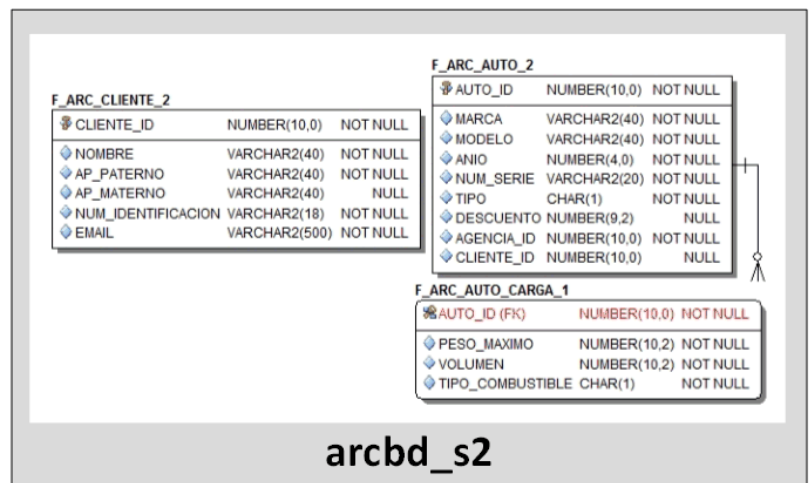 F_ARC_CLIENTE_2
CLIENTE_ID NUMBER(10,0) NOT NULL
NOMBRE VARCHAR2(40) NOT NULL
AP_PATERNO VARCHAR2(40) NOT NULL
AP_MATERNO VARCHAR2(40) NULL
NUM_IDENTIFICACION VARCHAR2(18) NOT NULL
EMAIL VARCHAR2(500) NOT NULL
F_ARC_AUTO_2
AUTO_ID NUMBER(10,0) NOT NULL
MARCA VARCHAR2(40) NOT NULL
MODELO VARCHAR2(40) NOT NULL
ANIO NUMBER(4,0) NOT NULL
NUM_SERIE VARCHAR2(20) NOT NULL
TIPO CHAR(1) NOT NULL
DESCUENTO NUMBER(9,2) NULL
AGENCIA_ID NUMBER(10,0) NOT NULL
CLIENTE_ID NUMBER(10,0) NULL
F_ARC_AUTO_CARGA_1
AUTO_ID (FK) NUMBER(10,0) NOT NULL
PESO_MAXIMO NUMBER(10,2) NOT NULL
VOLUMEN NUMBER(10,2) NOT NULL
TIPO_COMBUSTIBLE CHAR(1) NOT NULL
arcbd_s2